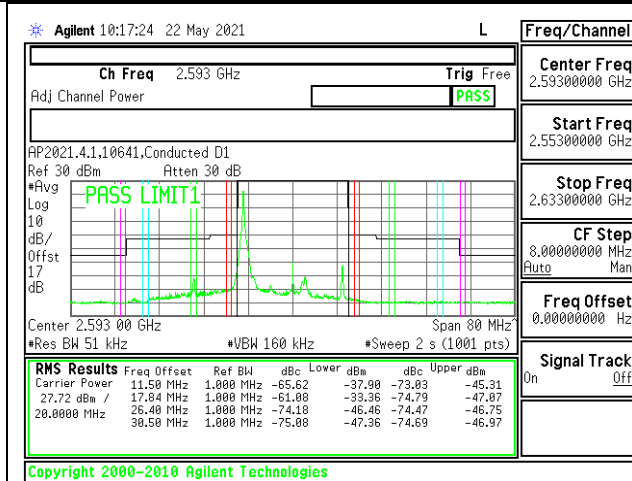 Agilent 10:17:24 22 May 2021 L
Freq/Channel
Ch Freq 2.593 GHz Trig Free
Adj Channel Power PASS
AP2021.4.1,10641,Conducted D1
Ref 30 dBm Atten 30 dB
#Avg
Log
10
dB/
Offst
17
dB
PASS LIMIT1
Center 2.593 00 GHz Span 80 MHz^
#Res BW 51 kHz #VBW 160 kHz #Sweep 2 s (1001 pts)
RMS Results Freq Offset Ref BW dBc Lower dBm dBc Upper dBm
Carrier Power 11.50 MHz 1.000 MHz -65.62 -37.90 -73.03 -45.31
27.72 dBm / 17.84 MHz 1.000 MHz -61.08 -33.36 -74.79 -47.07
20.0000 MHz 26.40 MHz 1.000 MHz -74.18 -46.46 -74.47 -46.75
30.50 MHz 1.000 MHz -75.08 -47.36 -74.69 -46.97
Copyright 2000-2010 Agilent Technologies
Center Freq
2.59300000 GHz
Start Freq
2.55300000 GHz
Stop Freq
2.63300000 GHz
CF Step
8.00000000 MHz
Auto Man
Freq Offset
0.00000000 Hz
Signal Track
On Off